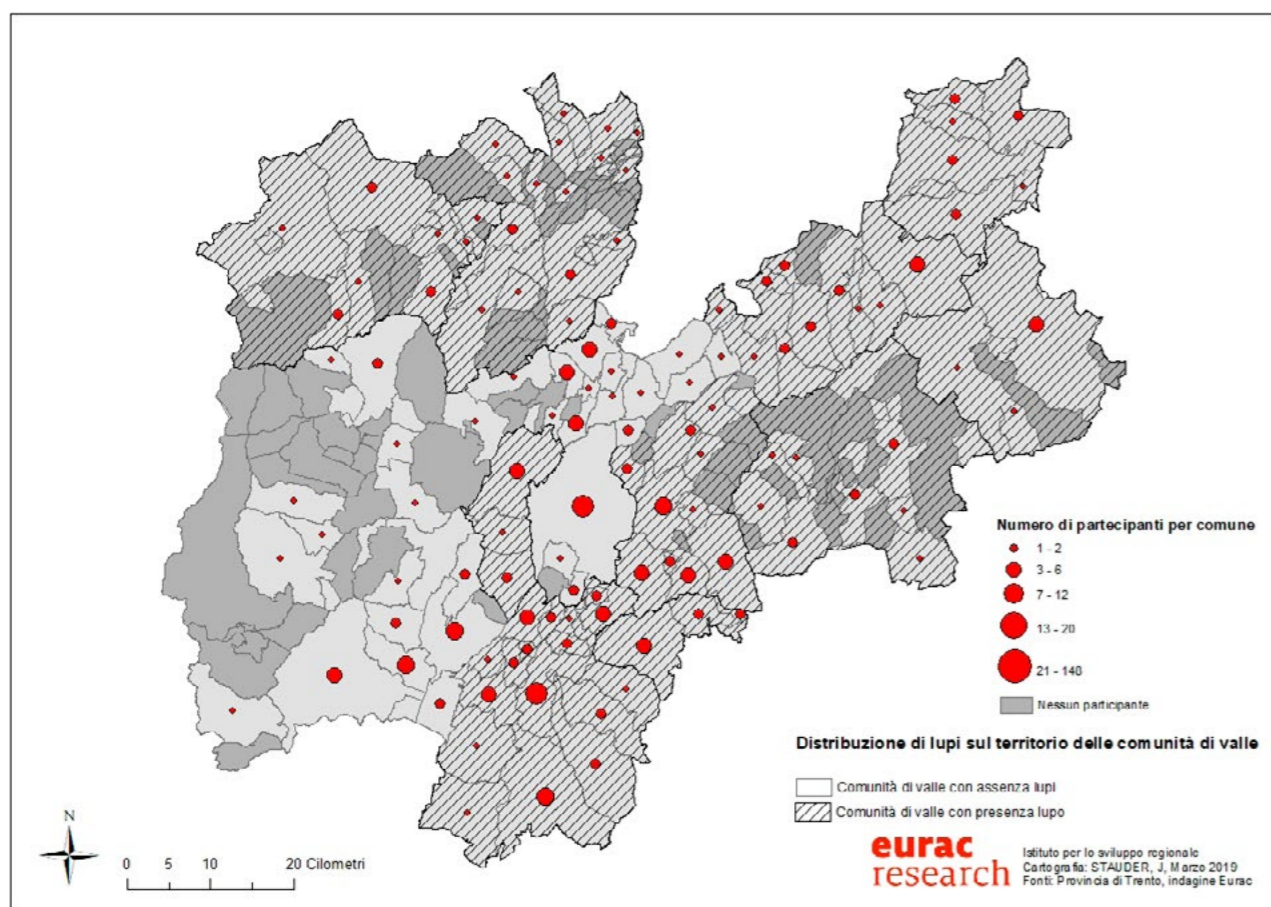 Numero di partecipanti per comune
1 - 2
3 - 6
7 - 12
13 - 20
21 - 148
Nessun participante
Distribuzione di lupi sul territorio delle comunità di valle
Comunità di valle con assenza lupi
Comunità di valle con presenza lupo
N
0 5 10 20 Cilometri
eurac
research
Istituto per lo sviluppo regionale
Cartografia: STAUDER, J, Marzo 2019
Fonti: Provincia di Trento, indagine Eurac